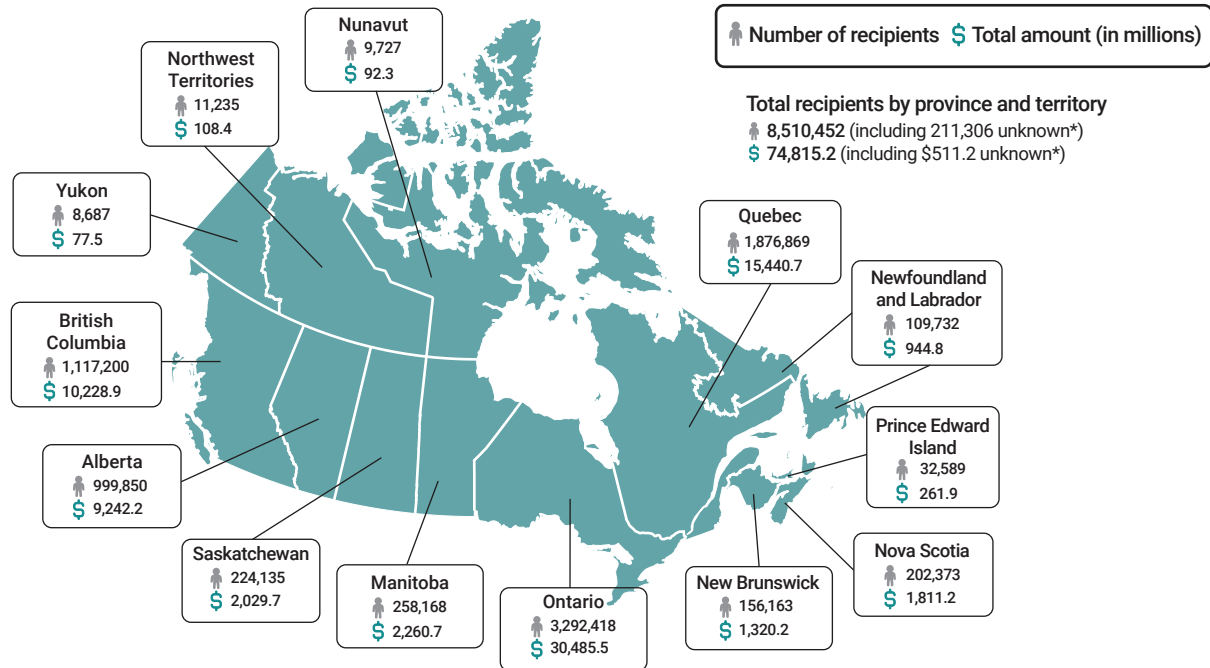 Number of recipients $ Total amount (in millions)
Total recipients by province and territory
8,510,452 (including 211,306 unknown*)
$ 74,815.2 (including $511.2 unknown*)
Nunavut
9,727
$ 92.3
Northwest
Territories
11,235
$ 108.4
Yukon
8,687
$ 77.5
British
Columbia
1,117,200
$ 10,228.9
Alberta
999,850
$ 9,242.2
Saskatchewan
224,135
$ 2,029.7
Manitoba
258,168
$ 2,260.7
Ontario
3,292,418
$ 30,485.5
Quebec
1,876,869
$ 15,440.7
Newfoundland
and Labrador
109,732
$ 944.8
Prince Edward
Island
32,589
$ 261.9
Nova Scotia
202,373
$ 1,811.2
New Brunswick
156,163
$ 1,320.2